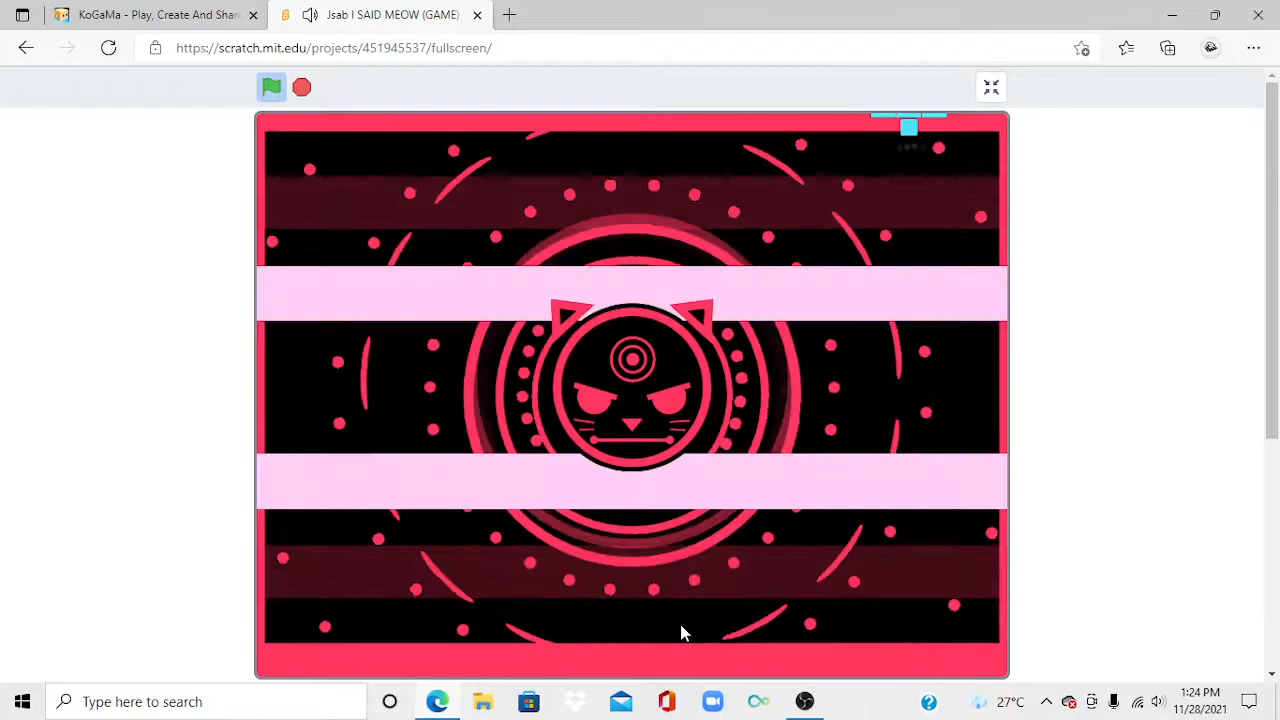 KoGaMa - Play, Create And Share
Jsab I SAID MEOW (GAME)
https://scratch.mit.edu/projects/451945537/fullscreen/
Type here to search
27°C
1:24 PM
11/28/2021